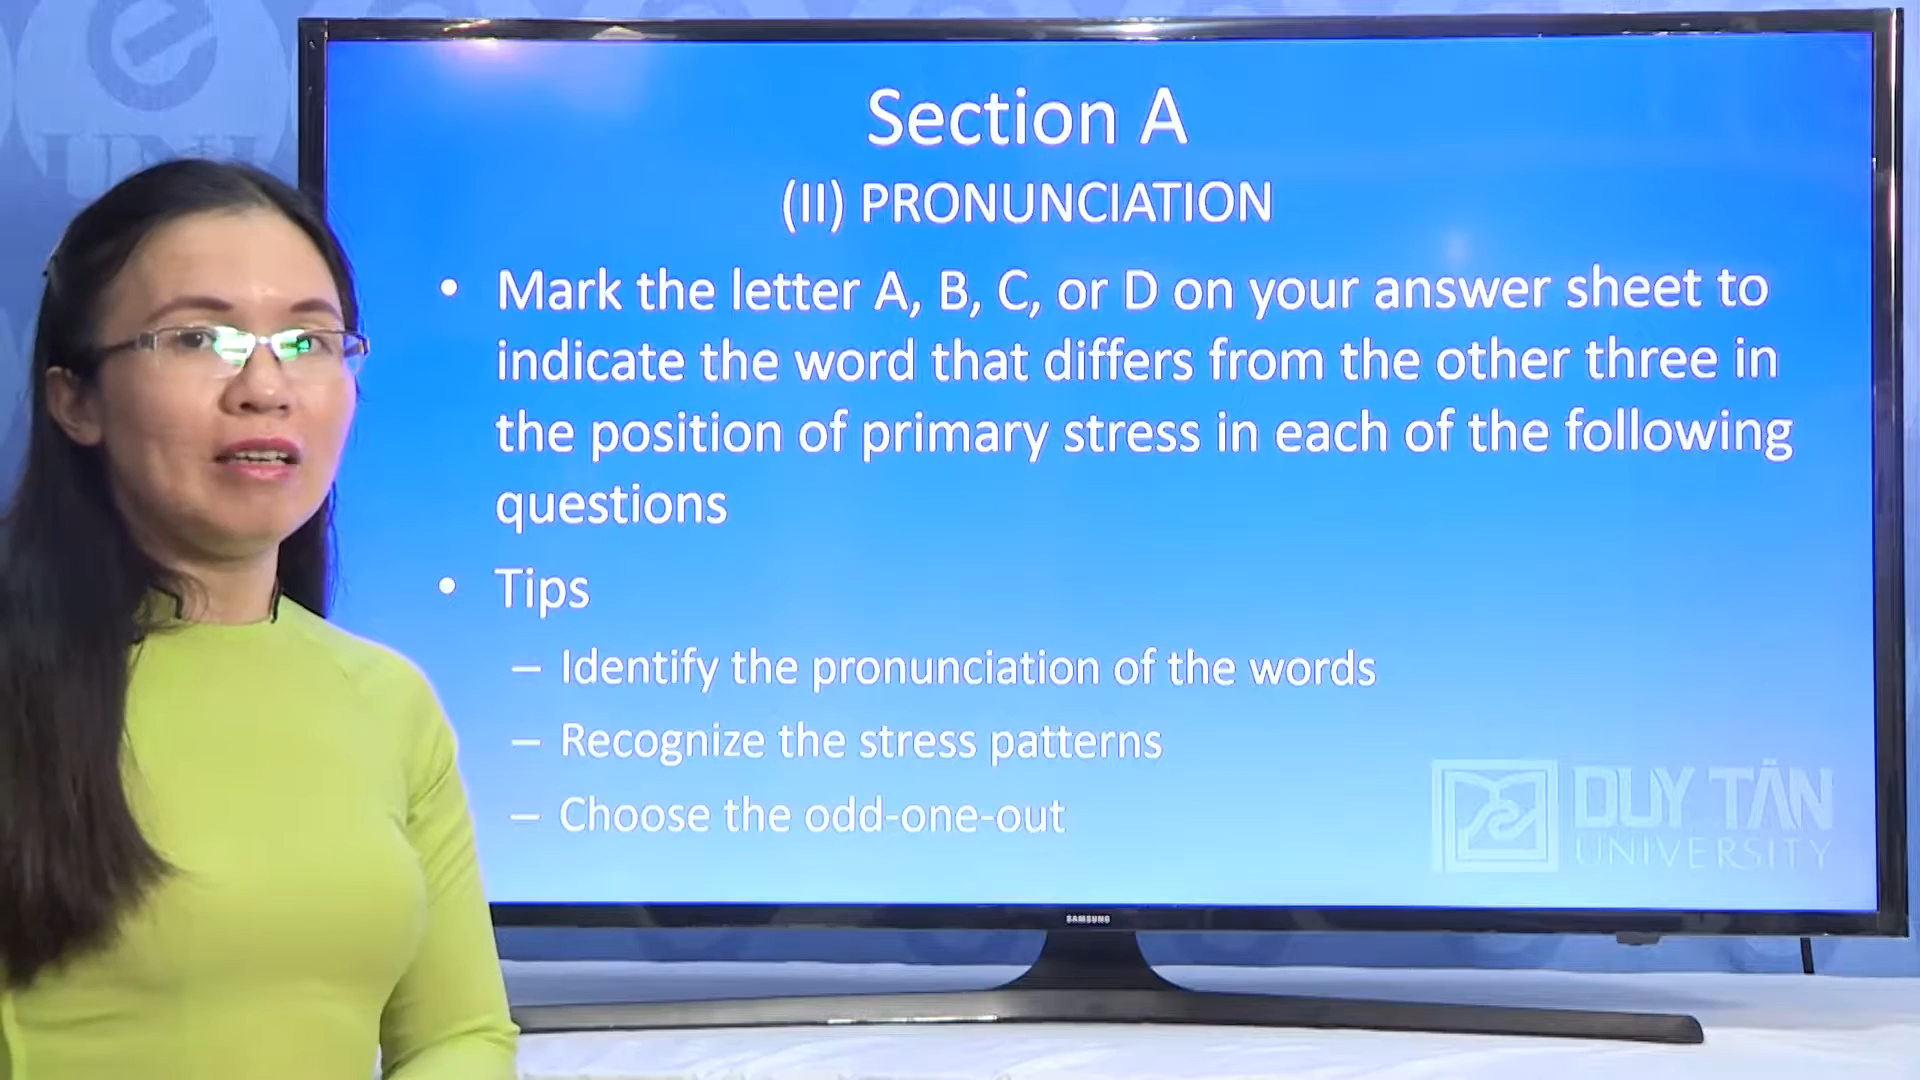 UNI
Section A
(II) PRONUNCIATION
• Mark the letter A, B, C, or D on your answer sheet to
indicate the word that differs from the other three in
the position of primary stress in each of the following
questions
• Tips
– Identify the pronunciation of the words
– Recognize the stress patterns
– Choose the odd-one-out
DUY TÂN
UNIVERSITY
SAMSUNG